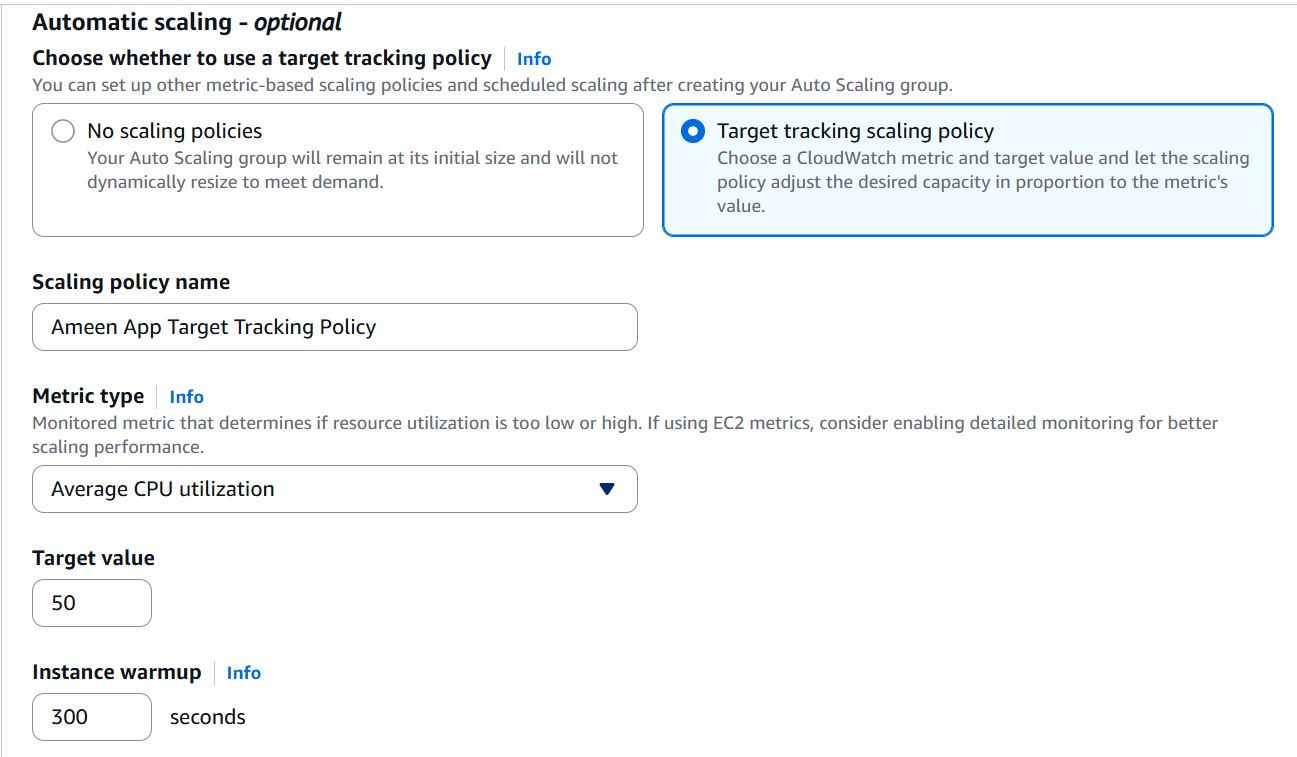 Automatic scaling - optional
Choose whether to use a target tracking policy Info
You can set up other metric-based scaling policies and scheduled scaling after creating your Auto Scaling group.
No scaling policies
Your Auto Scaling group will remain at its initial size and will not
dynamically resize to meet demand.
Target tracking scaling policy
Choose a CloudWatch metric and target value and let the scaling
policy adjust the desired capacity in proportion to the metric's
value.
Scaling policy name
Ameen App Target Tracking Policy
Metric type Info
Monitored metric that determines if resource utilization is too low or high. If using EC2 metrics, consider enabling detailed monitoring for better
scaling performance.
Average CPU utilization
Target value
50
Instance warmup Info
300 seconds